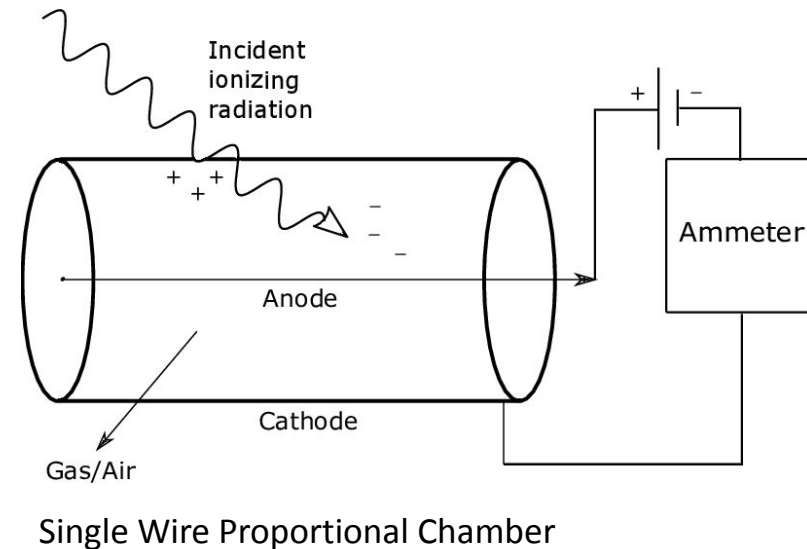 Incident
ionizing
radiation
+ −
+ +
+
−
−
−
Ammeter
Anode
Cathode
Gas/Air
Single Wire Proportional Chamber